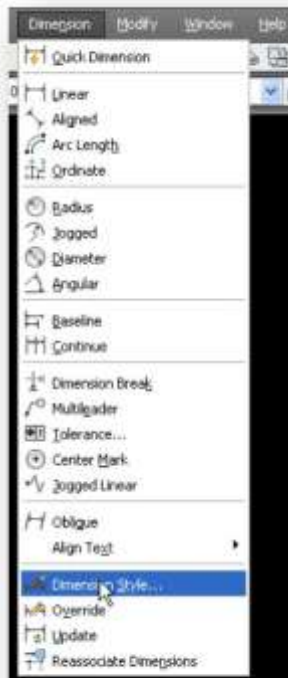 Dimension Modify Window Help
Quick Dimension
Linear
Aligned
Arc Length
Ordinate
Radius
Jogged
Diameter
Angular
Baseline
Continue
Dimension Break
Multileader
Tolerance...
Center Mark
Jogged Linear
Oblique
Align Text
Dimension Style...
Override
Update
Reassociate Dimensions